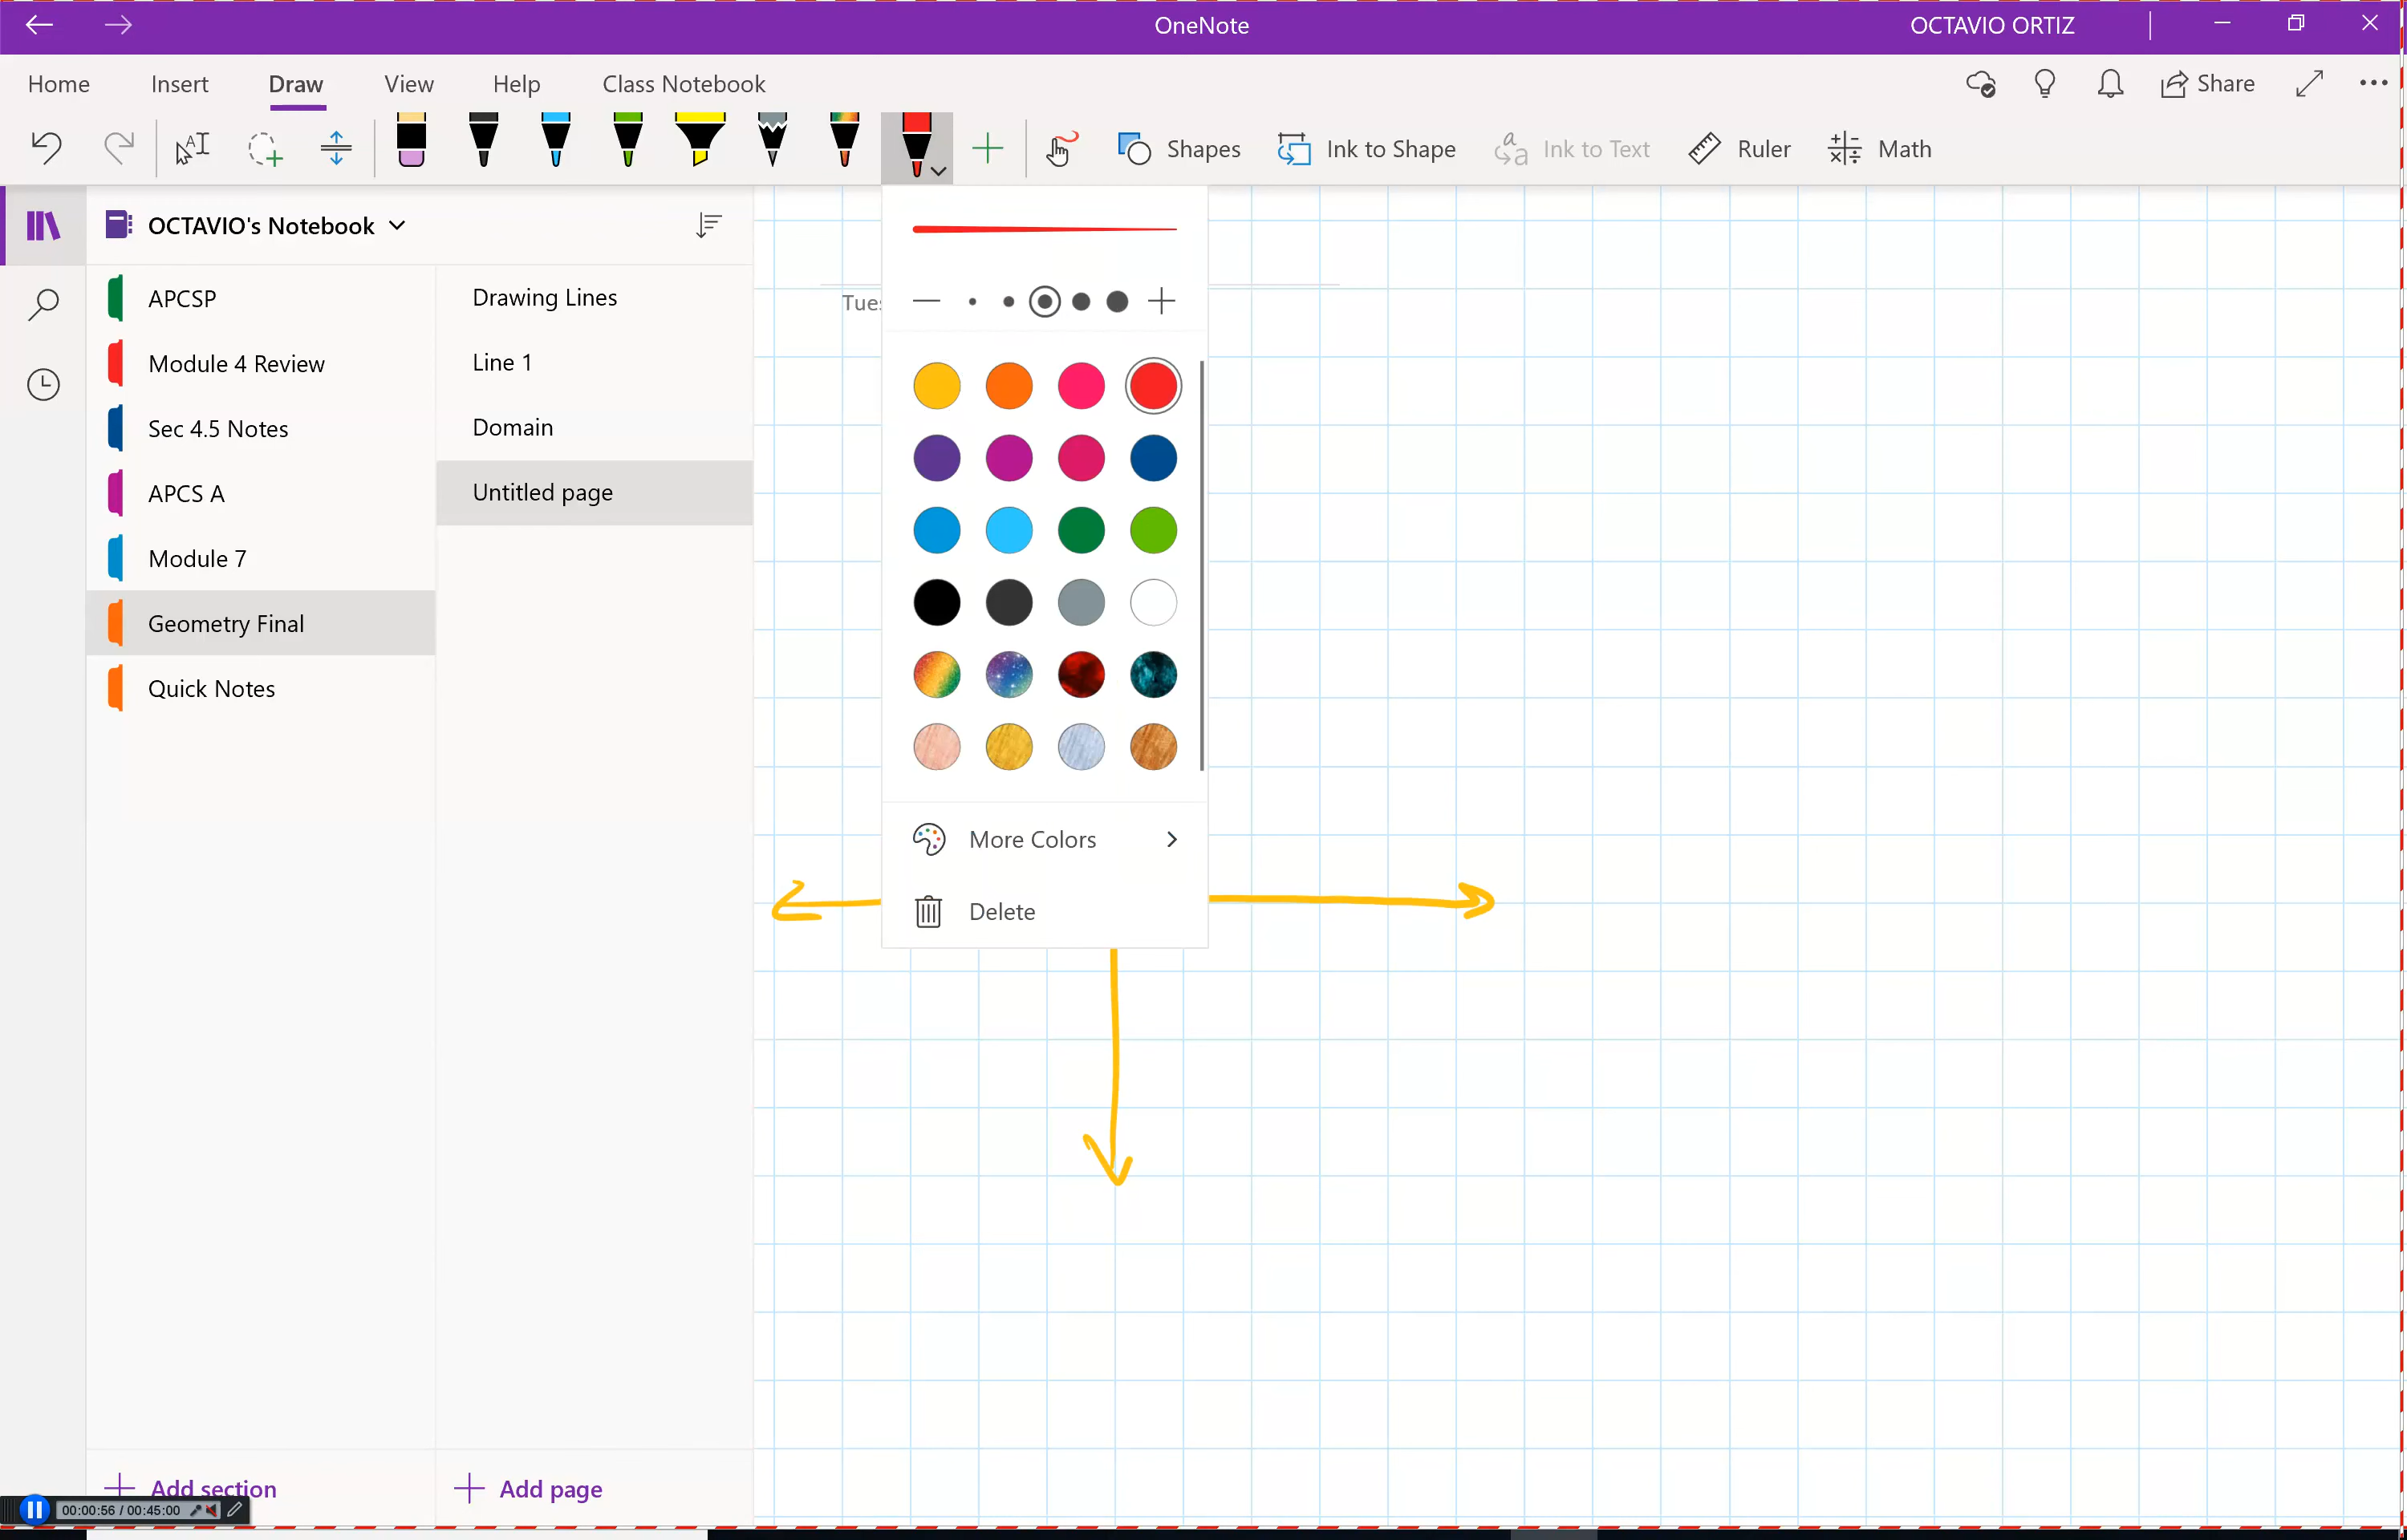 OneNote
OCTAVIO ORTIZ
Home Insert Draw View Help Class Notebook
Share
Shapes Ink to Shape Ink to Text Ruler Math
OCTAVIO's Notebook
APCSP
Module 4 Review
Sec 4.5 Notes
APCS A
Module 7
Geometry Final
Quick Notes
Drawing Lines
Line 1
Domain
Untitled page
Tues
More Colors
Delete
Add section
Add page
00:00:56 / 00:45:00